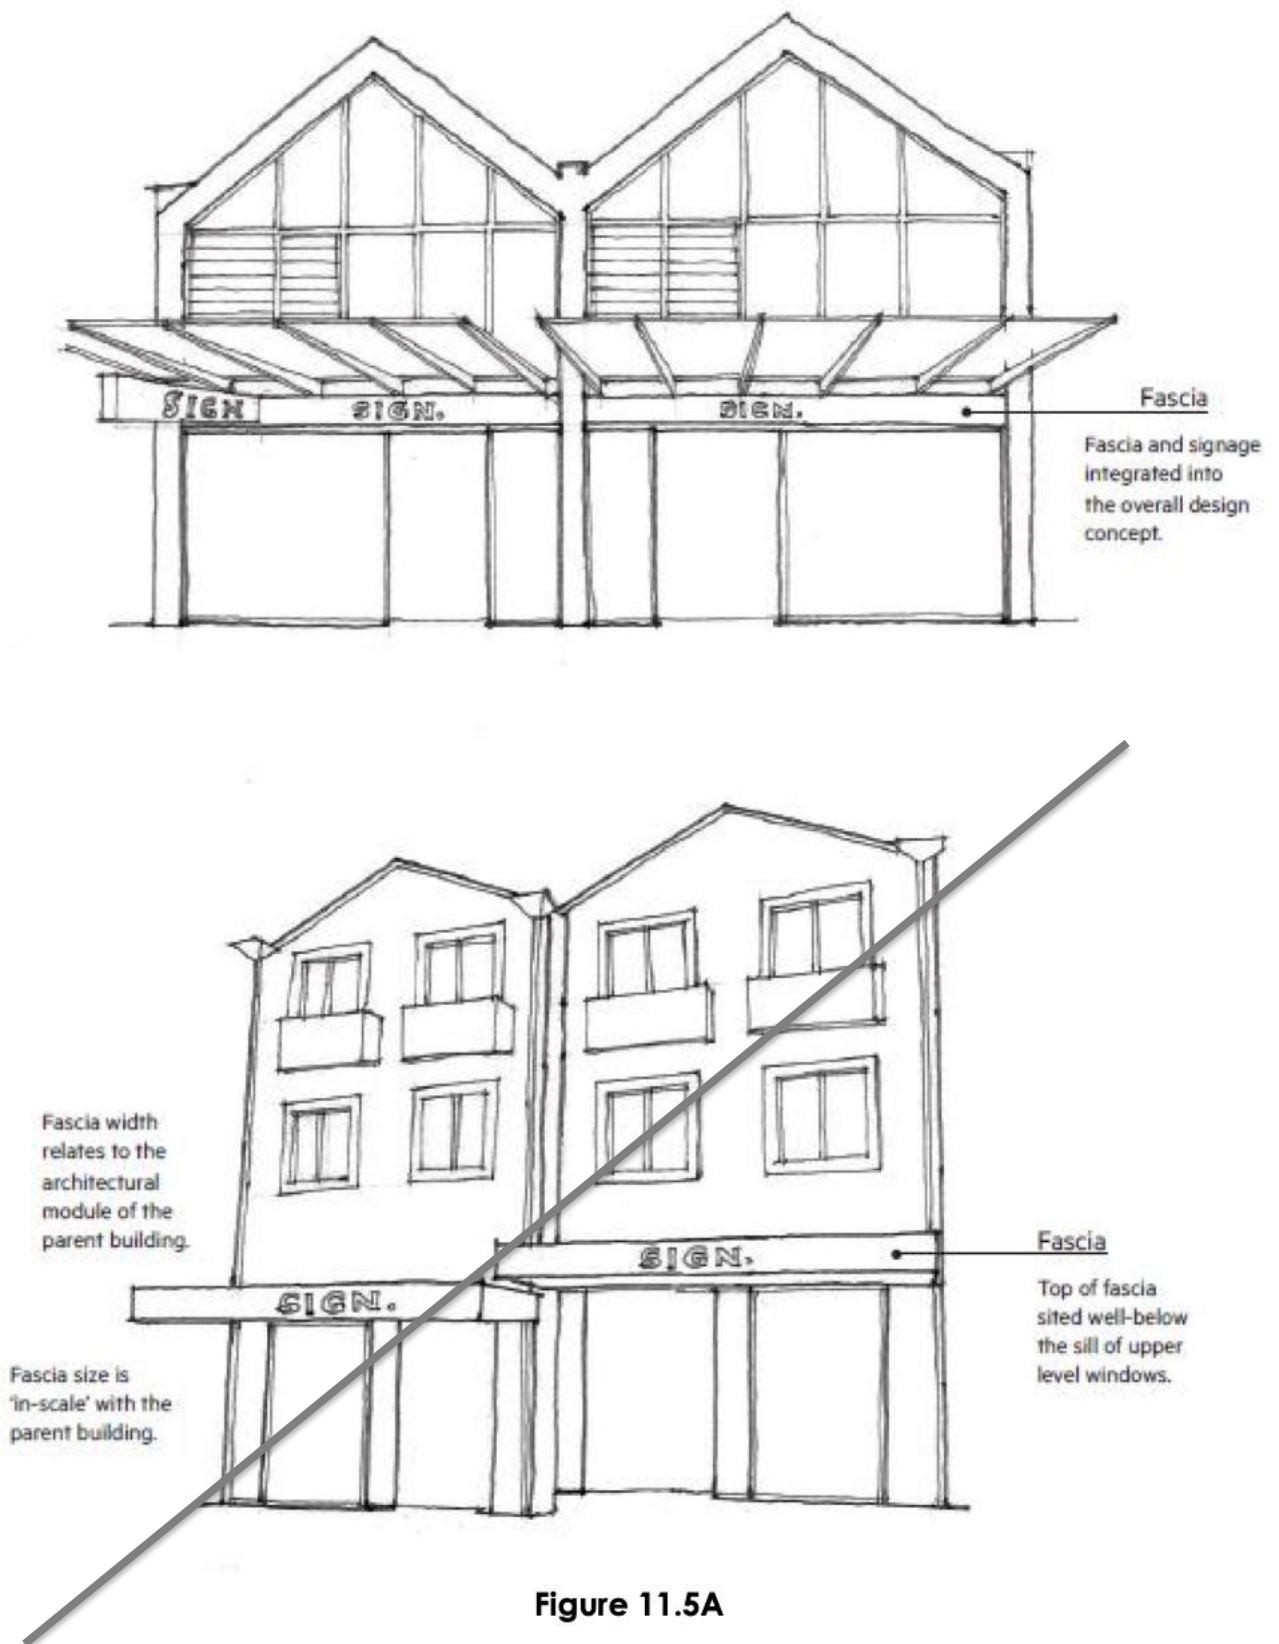 SIGN
SIGN.
SIGN.
Fascia
Fascia and signage
integrated into
the overall design
concept.
Fascia width
relates to the
architectural
module of the
parent building.
SIGN.
Fascia
SIGN.
Top of fascia
sited well-below
the sill of upper
level windows.
Fascia size is
'in-scale' with the
parent building.
Figure 11.5A